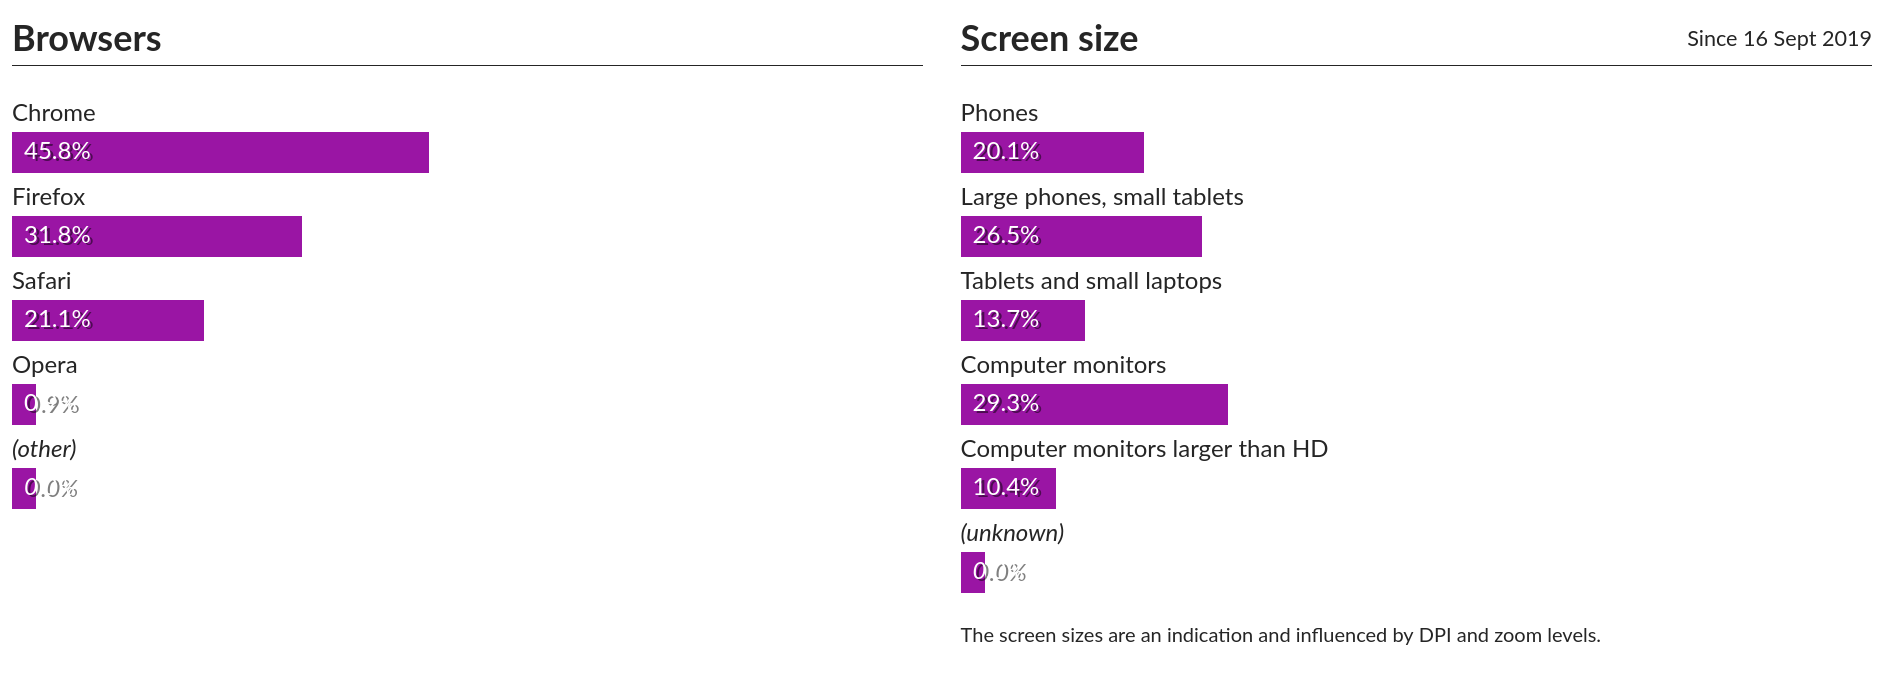 Browsers
Chrome
45.8%
Firefox
31.8%
Safari
21.1%
Opera
0.9%
(other)
0.0%
Screen size
Since 16 Sept 2019
Phones
20.1%
Large phones, small tablets
26.5%
Tablets and small laptops
13.7%
Computer monitors
29.3%
Computer monitors larger than HD
10.4%
(unknown)
0.0%
The screen sizes are an indication and influenced by DPI and zoom levels.